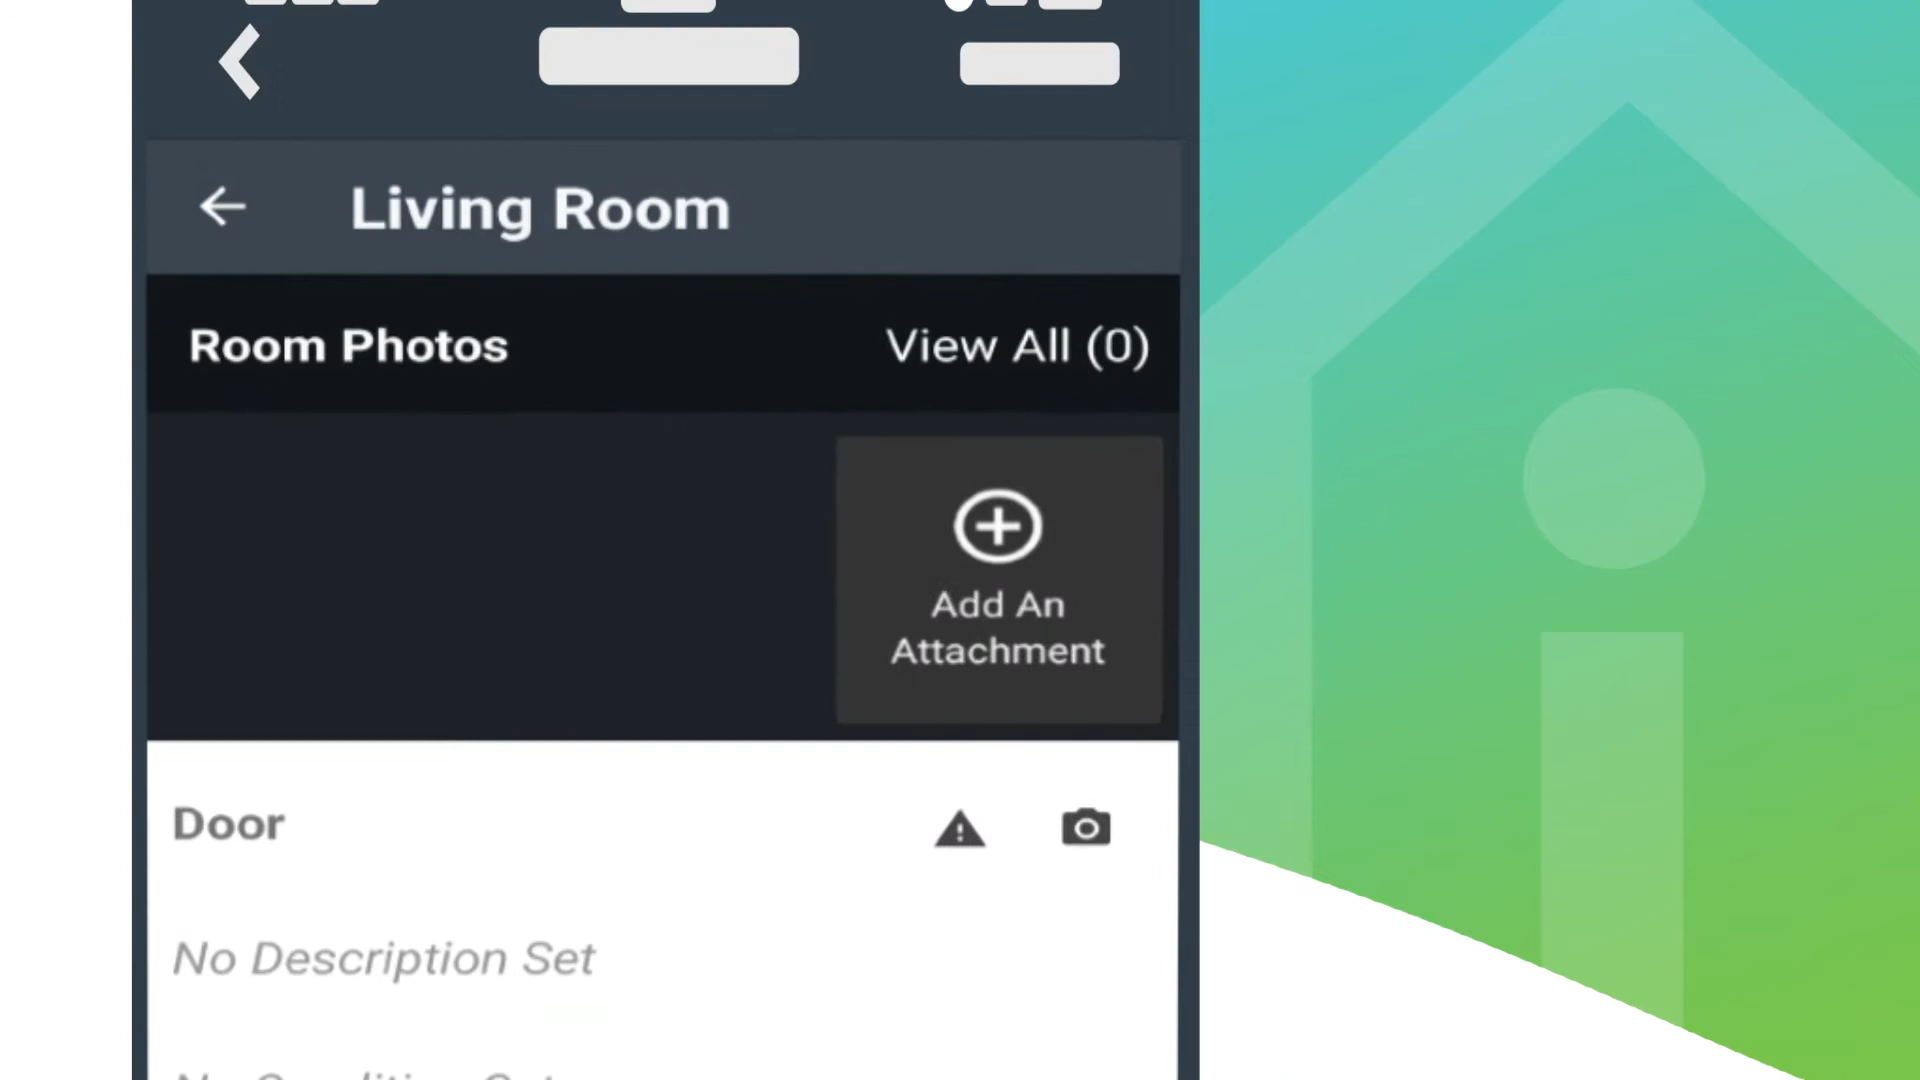 Living Room
Room Photos
View All (0)
Add An
Attachment
Door
No Description Set